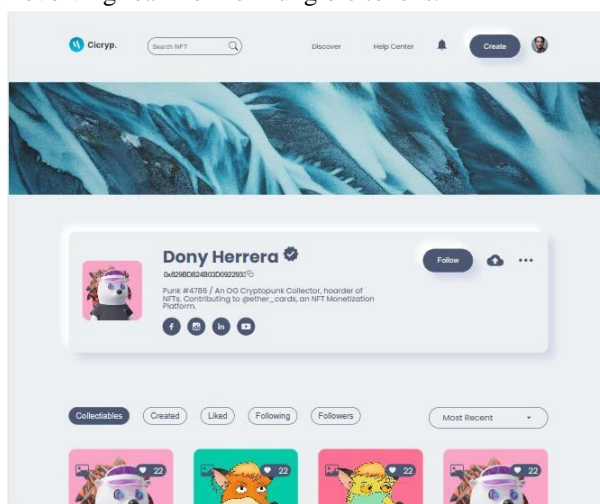 Cicryp.
Search NFT
Discover
Help Center
Create
Dony Herrera
Punk #4786 / An OG Cryptopunk Collector, hoarder of
NFTs. Contributing to @ether_cards, an NFT Monetization
Platform.
Follow
Collectiables
Created
Liked
Following
Followers
Most Recent
22
22
22
22